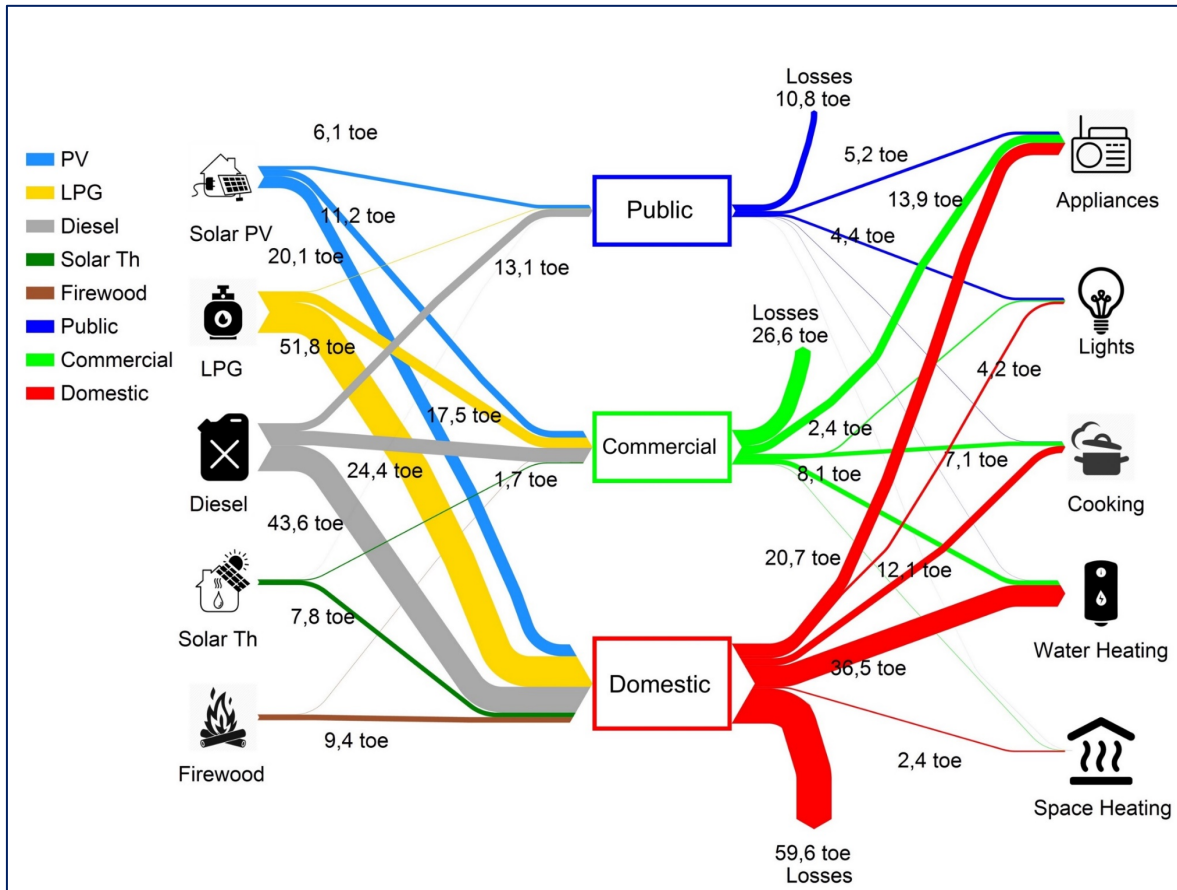 PV
LPG
Diesel
Solar Th
Firewood
Public
Commercial
Domestic
Solar PV
LPG
Diesel
Solar Th
Firewood
6,1 toe
11,2 toe
20,1 toe
13,1 toe
51,8 toe
17,5 toe
24,4 toe
1,7 toe
43,6 toe
7,8 toe
9,4 toe
Public
Commercial
Domestic
Losses
10,8 toe
5,2 toe
13,9 toe
4,4 toe
Losses
26,6 toe
4,2 toe
2,4 toe
7,1 toe
8,1 toe
20,7 toe
12,1 toe
36,5 toe
2,4 toe
59,6 toe
Losses
Appliances
Lights
Cooking
Water Heating
Space Heating